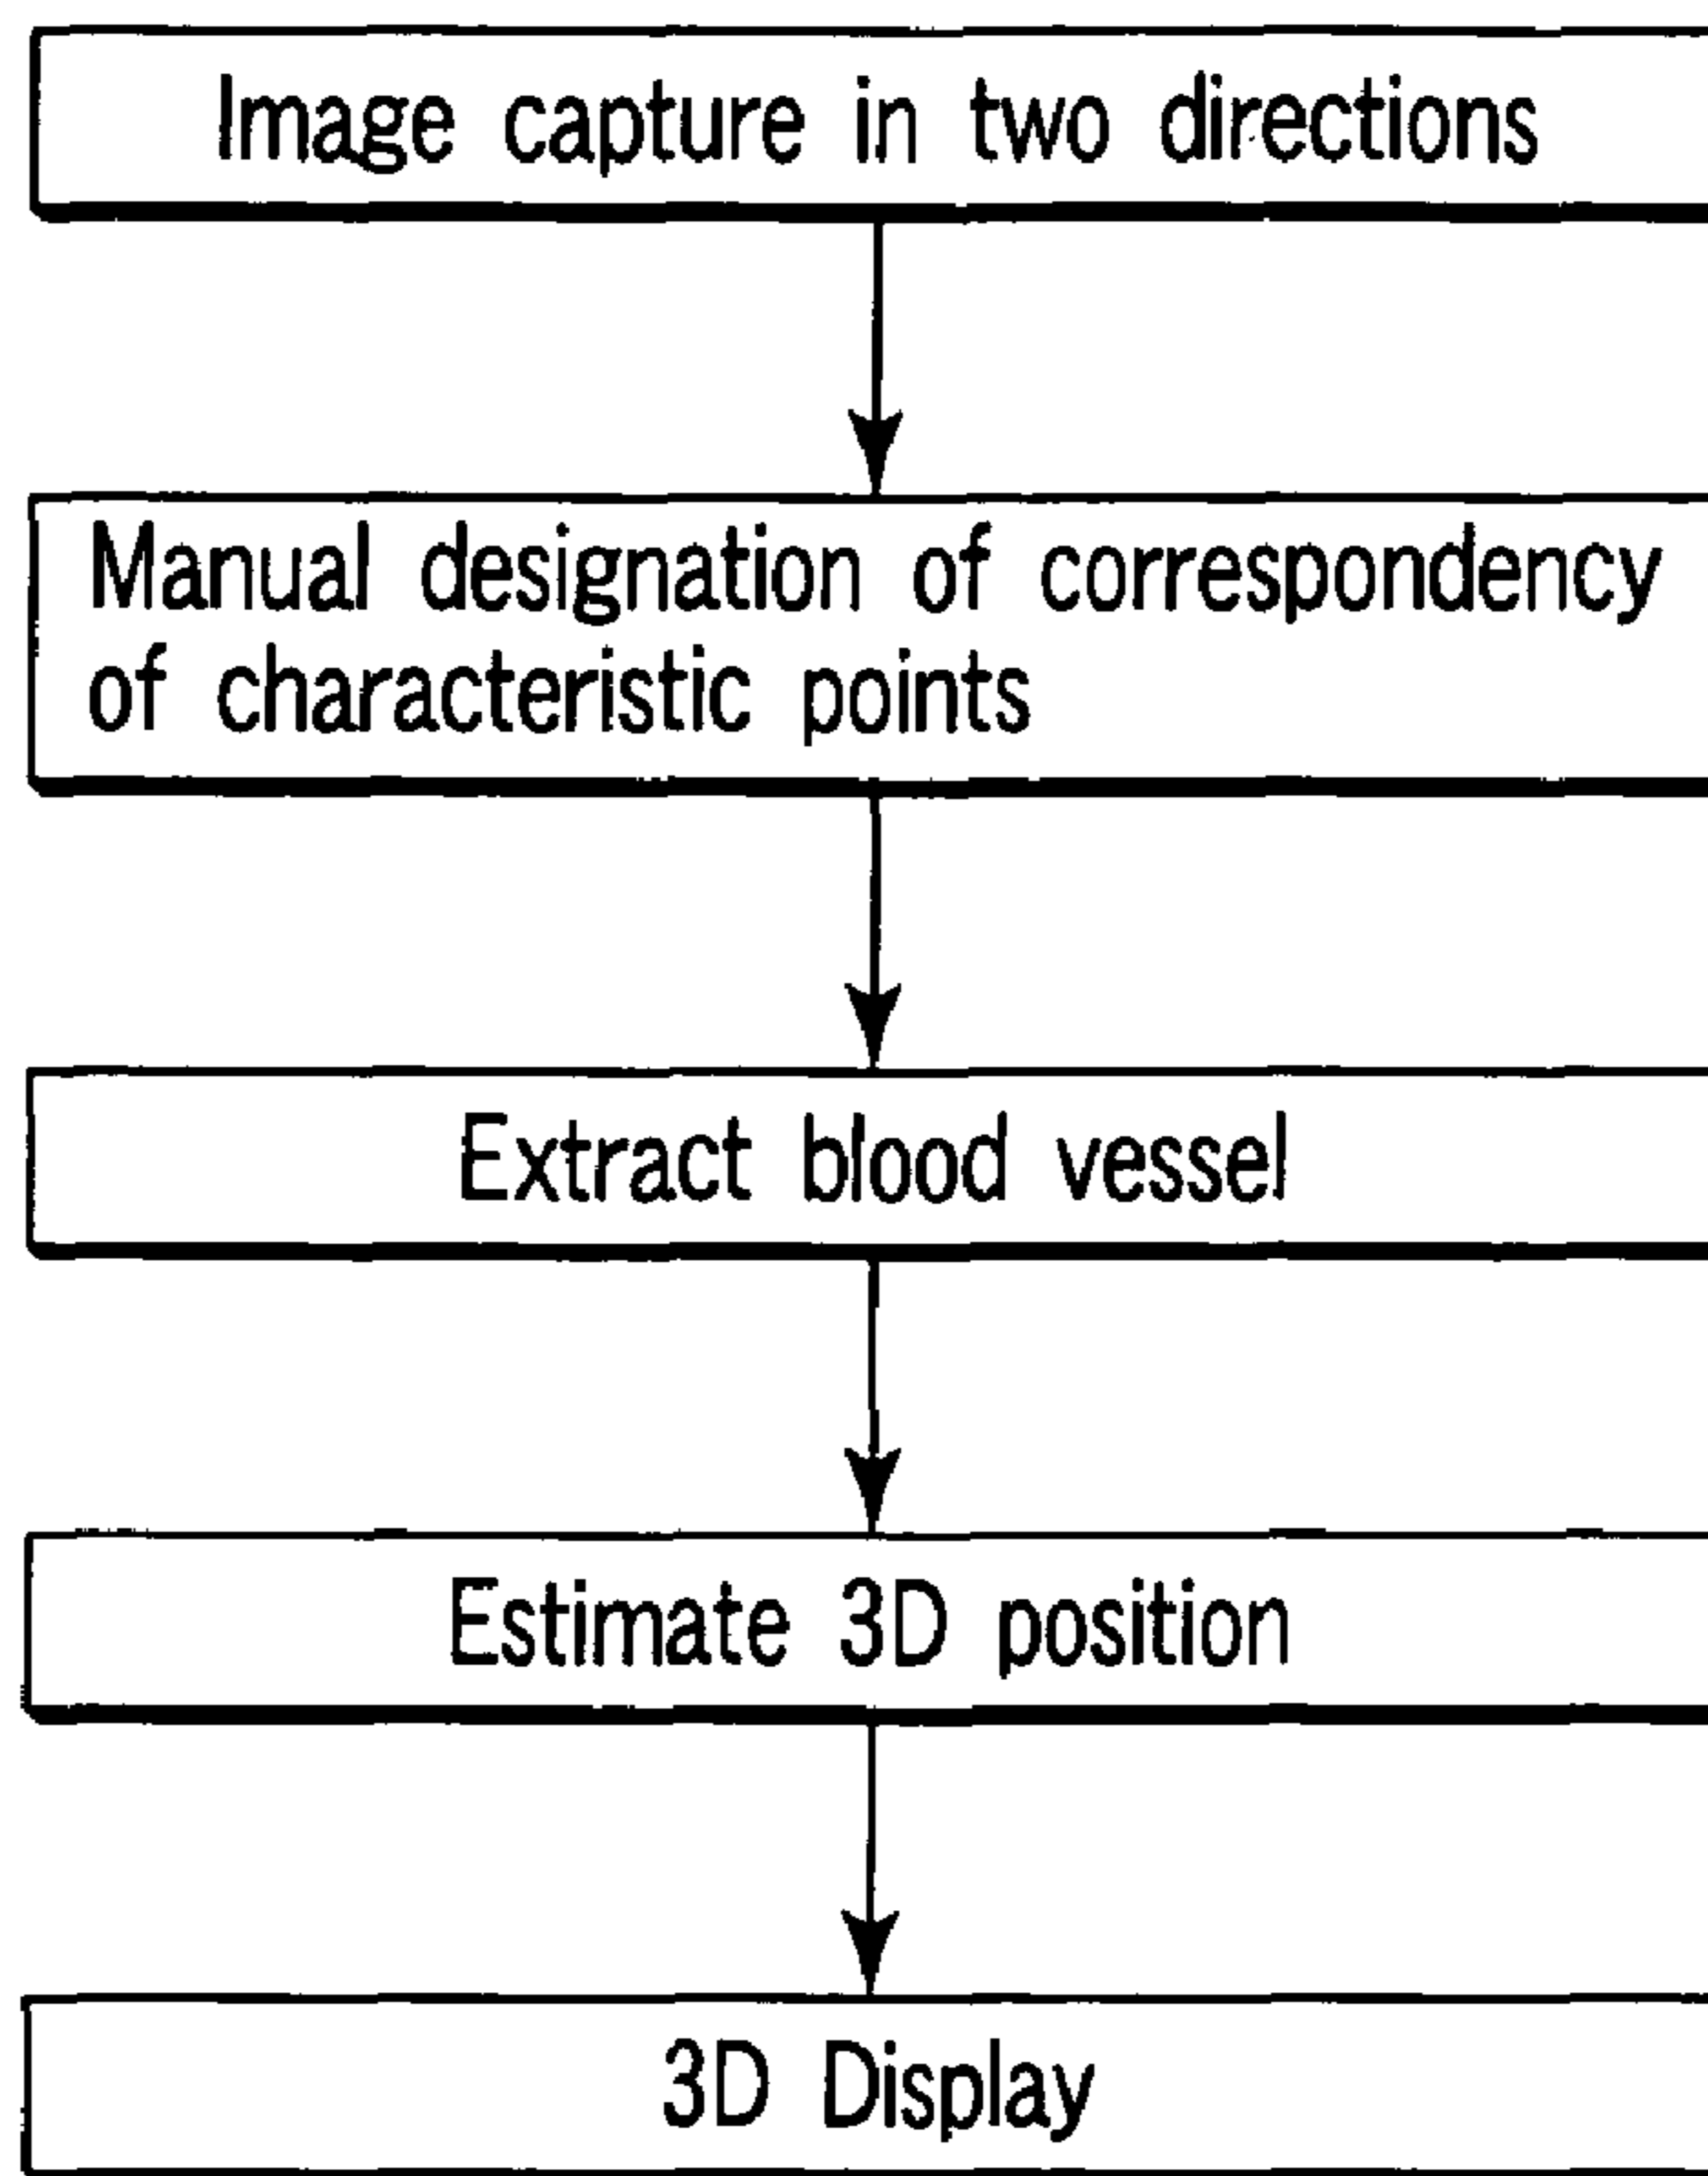 Image capture in two directions
Manual designation of correspondency
of characteristic points
Extract blood vessel
Estimate 3D position
3D Display